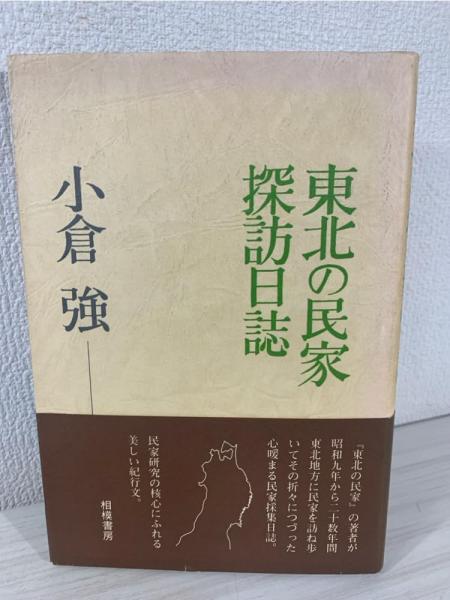 東北の民家
探訪日誌
小倉 強
『東北の民家』の著者が
昭和九年から二十数年間
東北地方に民家を訪ね歩
いてその折々につづった
心暖まる民家採集日誌。
民家研究の核心にふれる
美しい紀行文。
相模書房